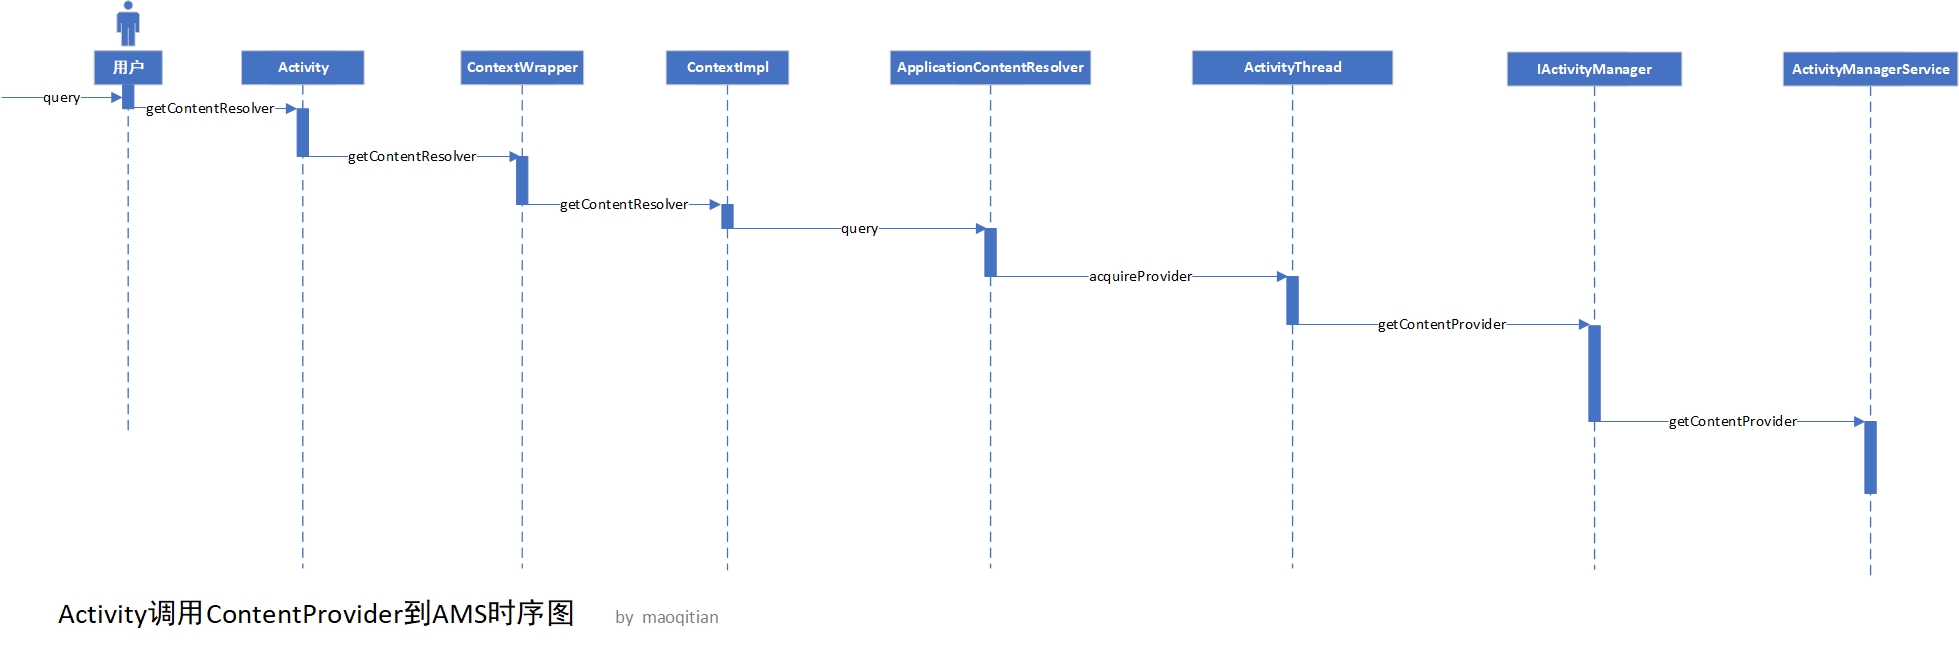 用户
Activity
ContextWrapper
ContextImpl
ApplicationContentResolver
ActivityThread
IActivityManager
ActivityManagerService
query
getContentResolver
getContentResolver
getContentResolver
query
acquireProvider
getContentProvider
getContentProvider
Activity调用ContentProvider到AMS时序图
by maoqitian